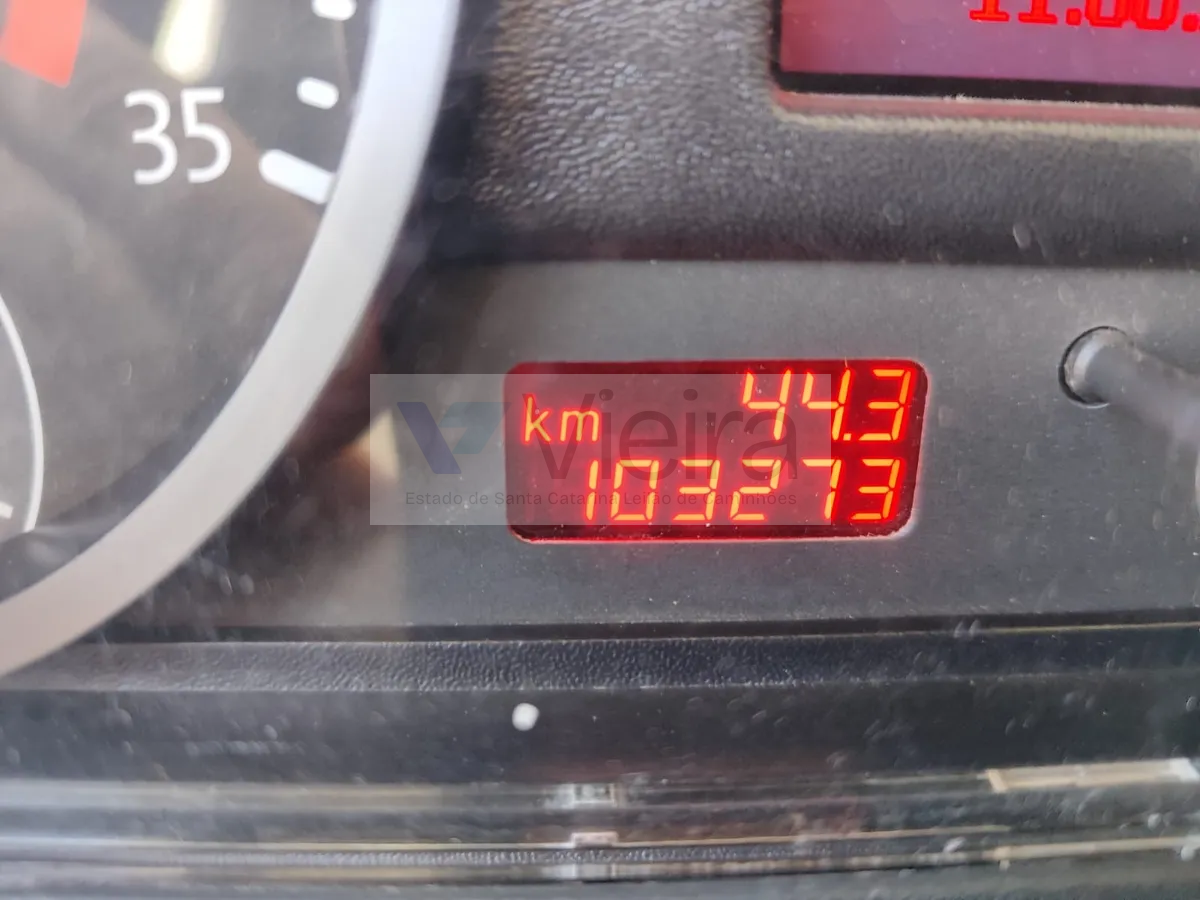 35
km 44.3
103273
Vieira
Estado de Santa Catarina Leilão de Caminhões